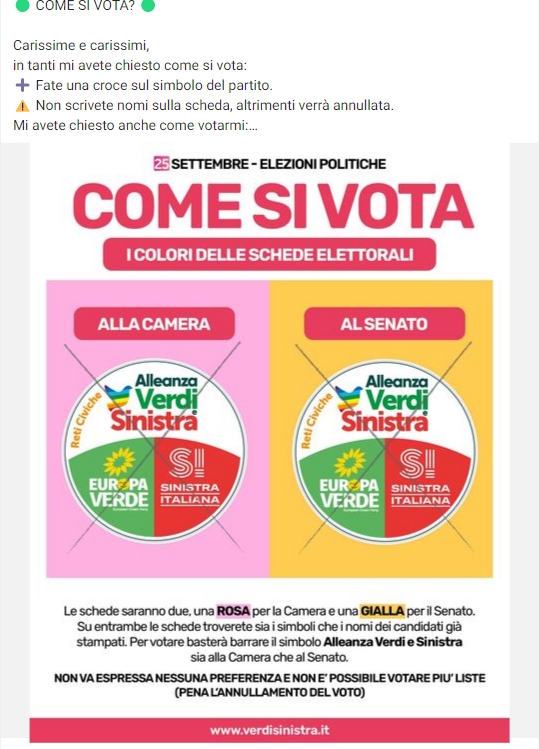 COME SI VOTA?
Carissime e carissimi,
in tanti mi avete chiesto come si vota:
Fate una croce sul simbolo del partito.
Non scrivete nomi sulla scheda, altrimenti verrà annullata.
Mi avete chiesto anche come votarmi:...
25 SETTEMBRE - ELEZIONI POLITICHE
COME SI VOTA
I COLORI DELLE SCHEDE ELETTORALI
ALLA CAMERA
Reti Civiche
Alleanza
Verdi
Sinistra
EUROPA
VERDE
SI
SINISTRA
ITALIANA
AL SENATO
Reti Civiche
Alleanza
Verdi
Sinistra
EUROPA
VERDE
SI
SINISTRA
ITALIANA
Le schede saranno due, una ROSA per la Camera e una GIALLA per il Senato.
Su entrambe le schede troverete sia i simboli che i nomi dei candidati già
stampati. Per votare basterà barrare il simbolo Alleanza Verdi e Sinistra
sia alla Camera che al Senato.
NON VA ESPRESSA NESSUNA PREFERENZA E NON E' POSSIBILE VOTARE PIU' LISTE
(PENA L'ANNULLAMENTO DEL VOTO)
www.verdisinistra.it